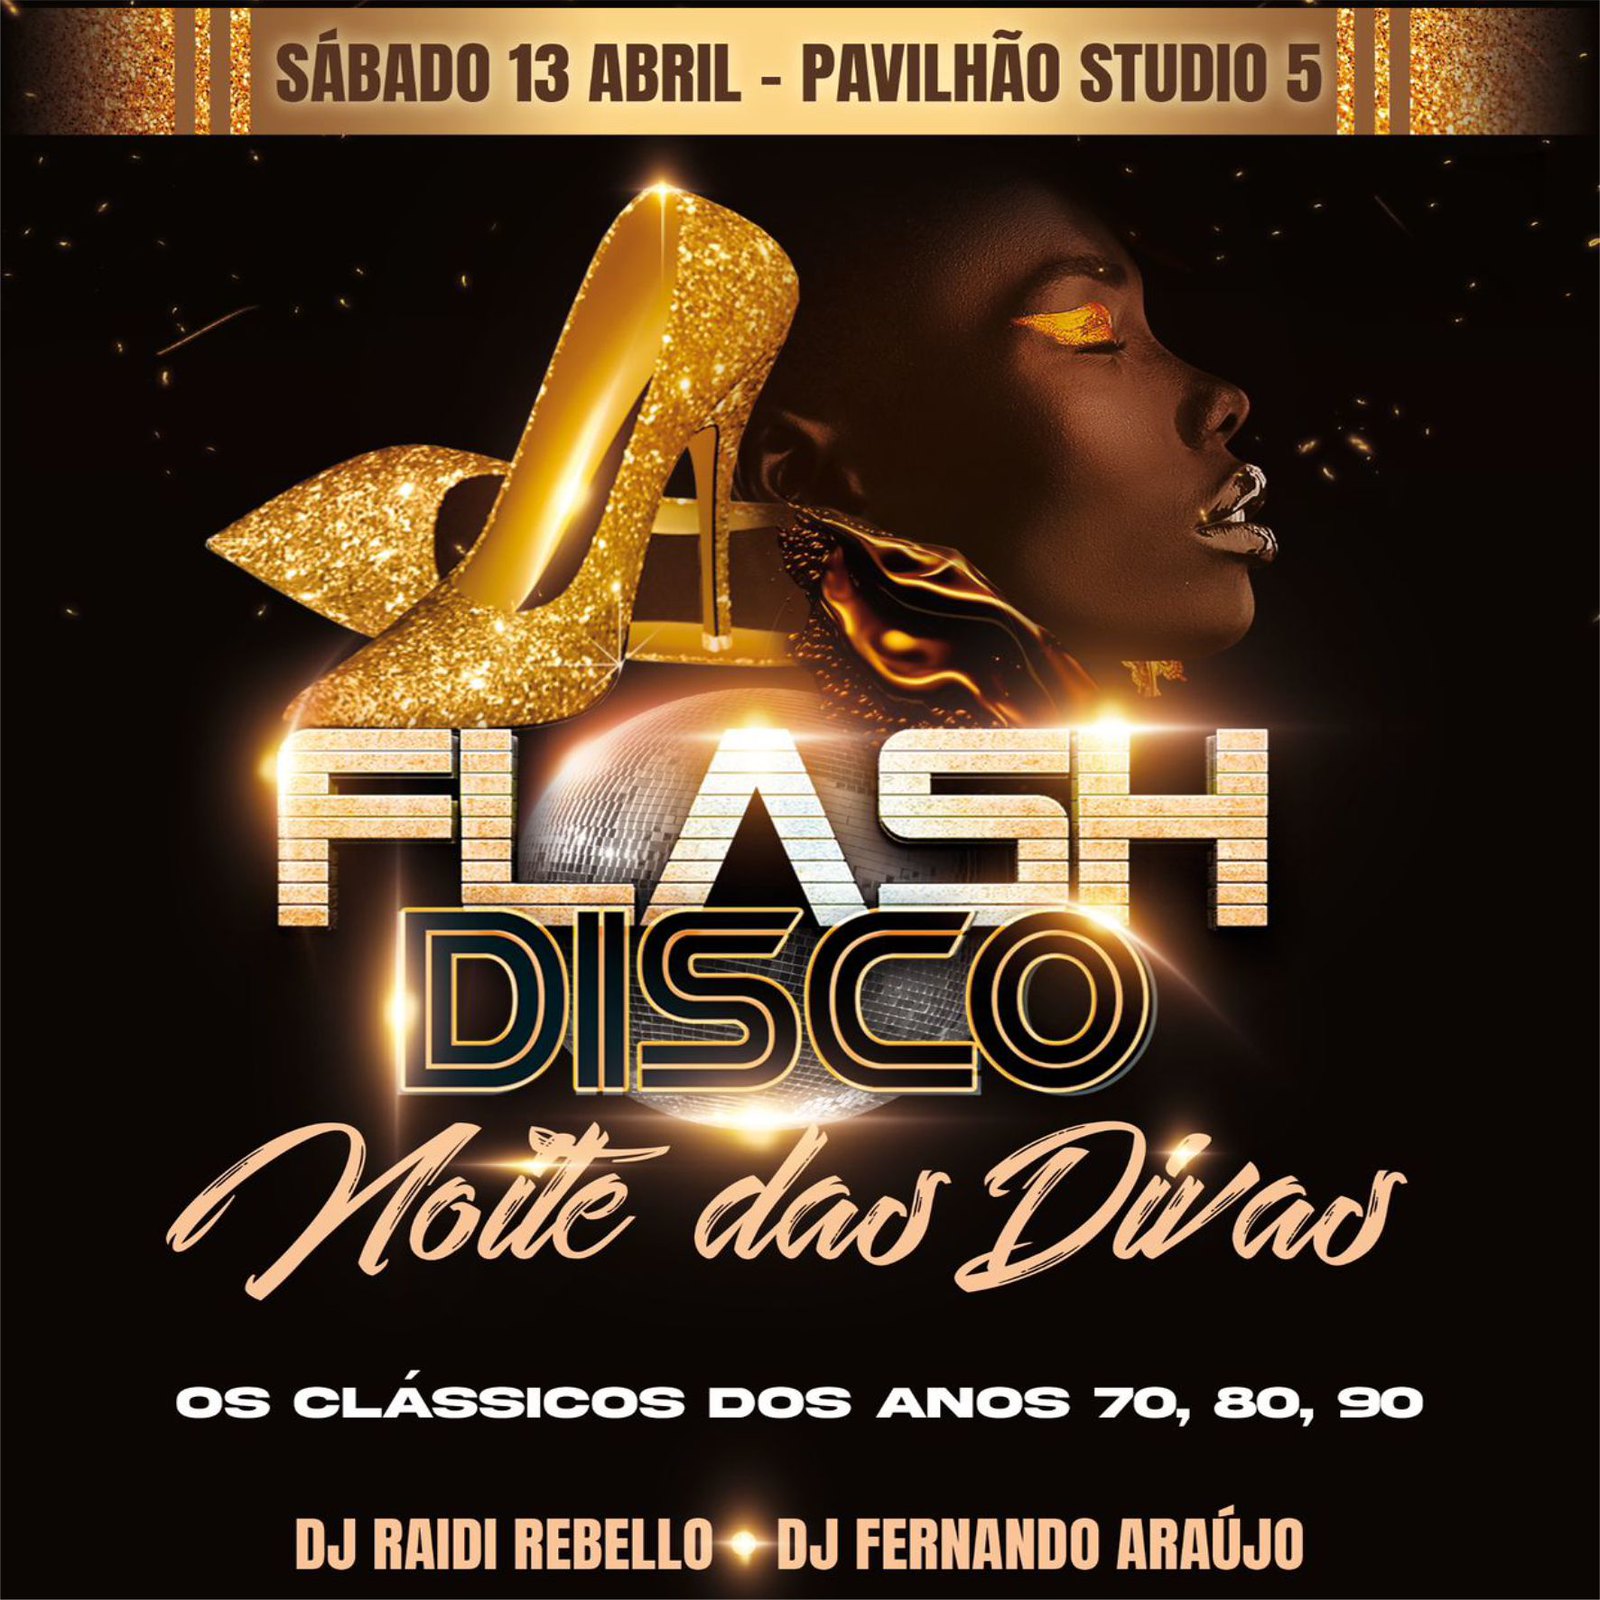 SÁBADO 13 ABRIL - PAVILHÃO STUDIO 5
FLASH
DISCO
Noite das Divas
OS CLÁSSICOS DOS ANOS 70, 80, 90
DJ RAIDI REBELLO • DJ FERNANDO ARAÚJO